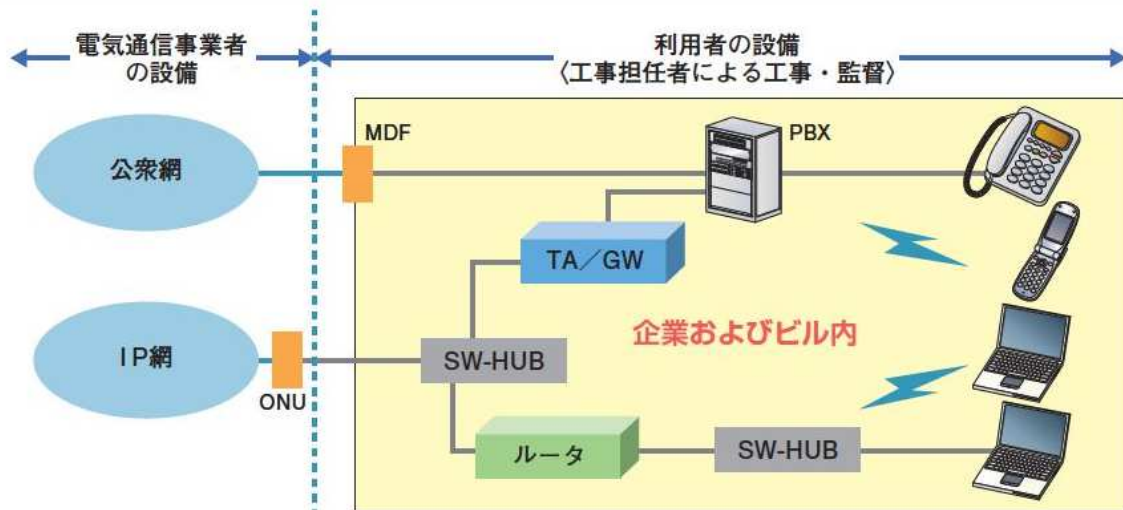 電気通信事業者
の設備
利用者の設備
〈工事担任者による工事・監督〉
MDF
PBX
公衆網
TA／GW
企業およびビル内
IP網
SW-HUB
ONU
ルータ
SW-HUB